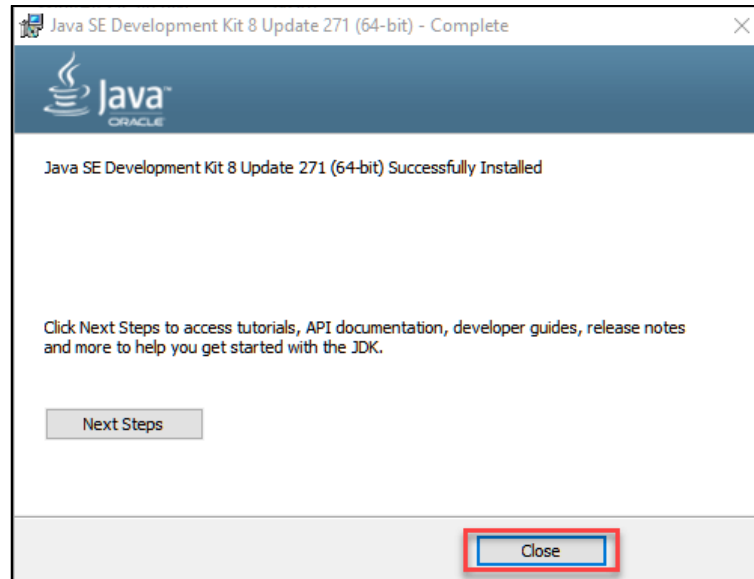 Java SE Development Kit 8 Update 271 (64-bit) - Complete
Java™
ORACLE
Java SE Development Kit 8 Update 271 (64-bit) Successfully Installed
Click Next Steps to access tutorials, API documentation, developer guides, release notes
and more to help you get started with the JDK.
Next Steps
Close